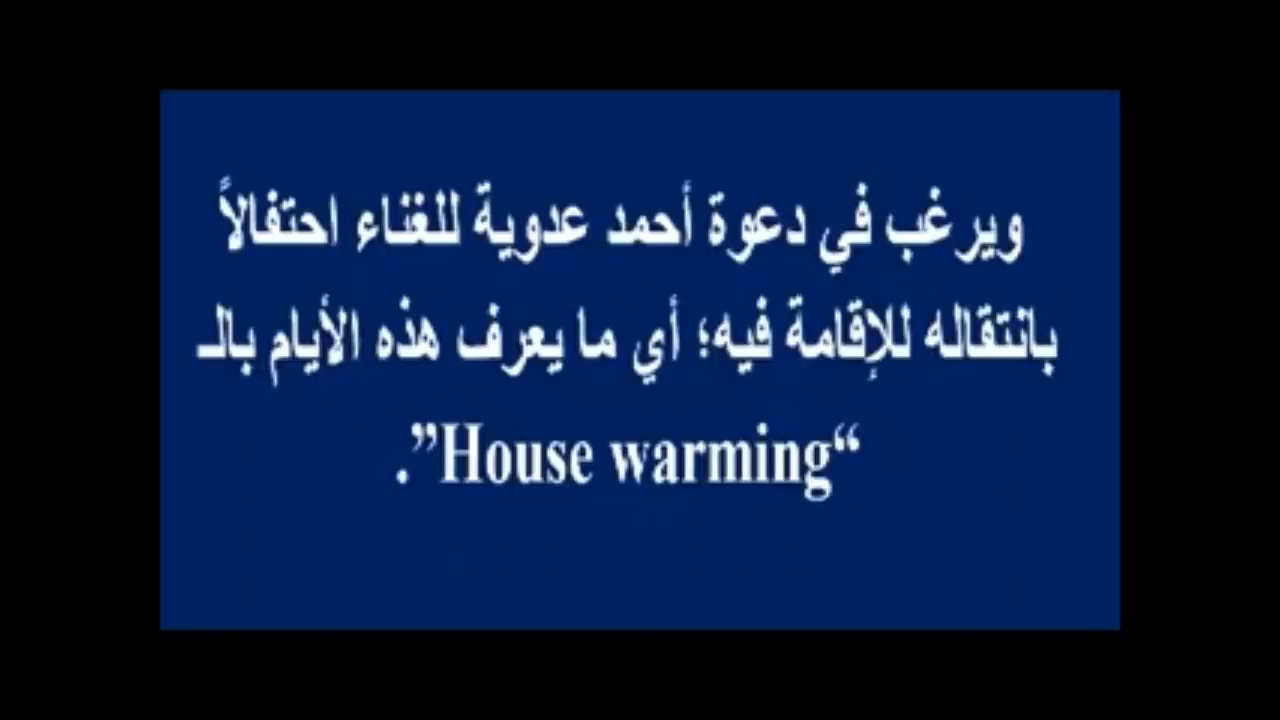 ويرغب في دعوة أحمد عدوية للغناء احتفالاً
بانتقاله للإقامة فيه؛ أي ما يعرف هذه الأيام بالـ
“House warming”.